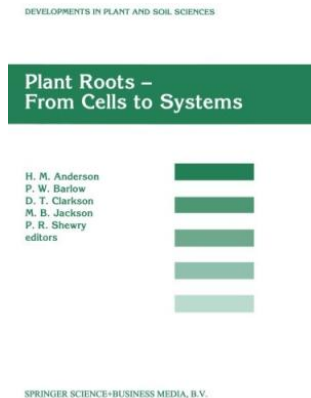 DEVELOPMENTS IN PLANT AND SOIL SCIENCES
Plant Roots –
From Cells to Systems
H. M. Anderson
P. W. Barlow
D. T. Clarkson
M. B. Jackson
P. R. Shewry
editors
SPRINGER SCIENCE+BUSINESS MEDIA, B.V.